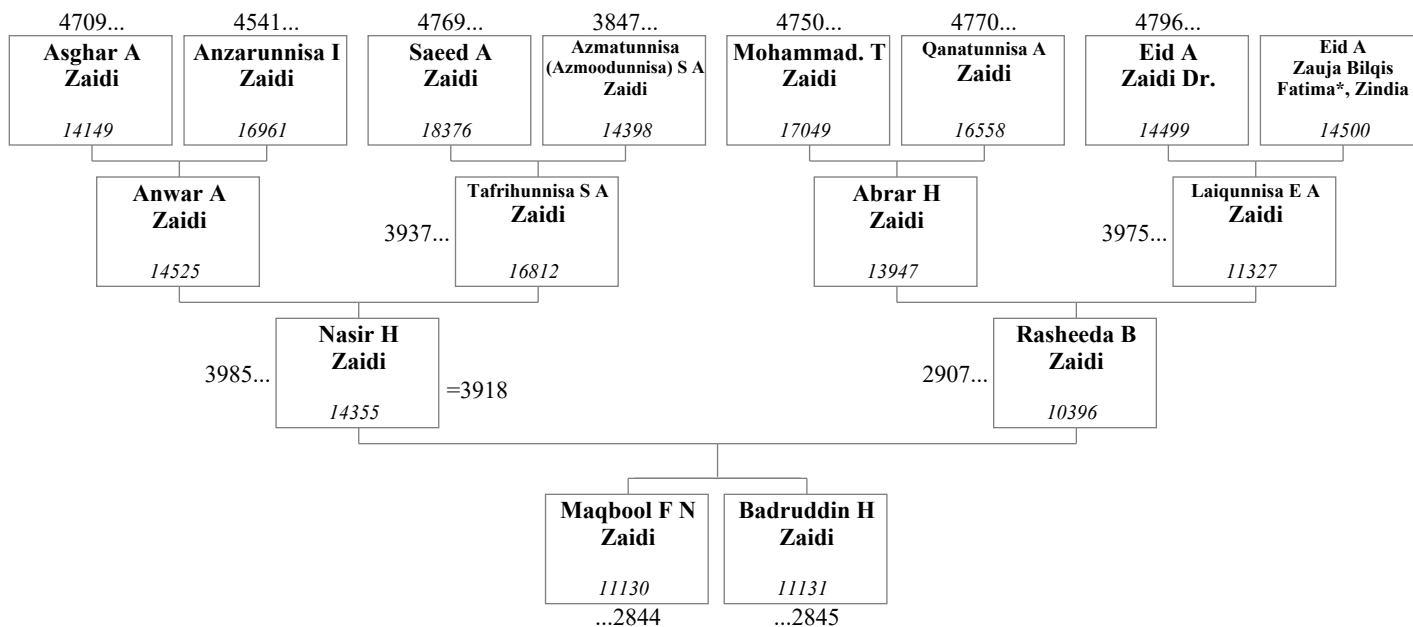 4709...
4541...
4769...
3847...
4750...
4770...
4796...
Asghar A
Zaidi
14149
Anzarunnisa I
Zaidi
16961
Saeed A
Zaidi
18376
Azmatunnisa
(Azmoodunnisa) S A
Zaidi
14398
Mohammad. T
Zaidi
17049
Qanatunnisa A
Zaidi
16558
Eid A
Zaidi Dr.
14499
Eid A
Zauja Bilqis
Fatima*, Zindia
14500
Anwar A
Zaidi
14525
3937...
Tafrihunnisa S A
Zaidi
16812
Abrar H
Zaidi
13947
3975...
Laiqunnisa E A
Zaidi
11327
3985...
Nasir H
Zaidi
14355
=3918
2907...
Rasheeda B
Zaidi
10396
Maqbool F N
Zaidi
11130
...2844
Badruddin H
Zaidi
11131
...2845